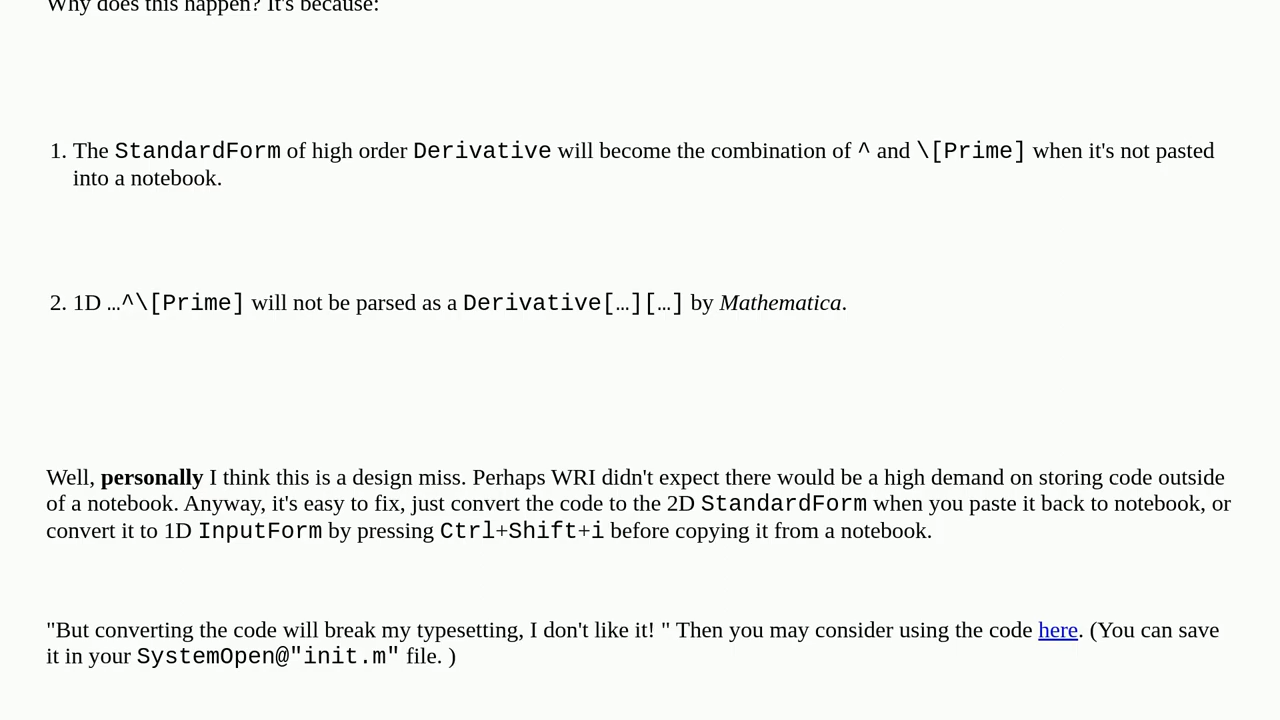 Why does this happen? It's because:
1. The StandardForm of high order Derivative will become the combination of ^ and \[Prime] when it's not pasted
into a notebook.
2. 1D …^\[Prime] will not be parsed as a Derivative[…][…] by Mathematica.
Well, personally I think this is a design miss. Perhaps WRI didn't expect there would be a high demand on storing code outside
of a notebook. Anyway, it's easy to fix, just convert the code to the 2D StandardForm when you paste it back to notebook, or
convert it to 1D InputForm by pressing Ctrl+Shift+i before copying it from a notebook.
"But converting the code will break my typesetting, I don't like it! " Then you may consider using the code here. (You can save
it in your SystemOpen@"init.m" file. )